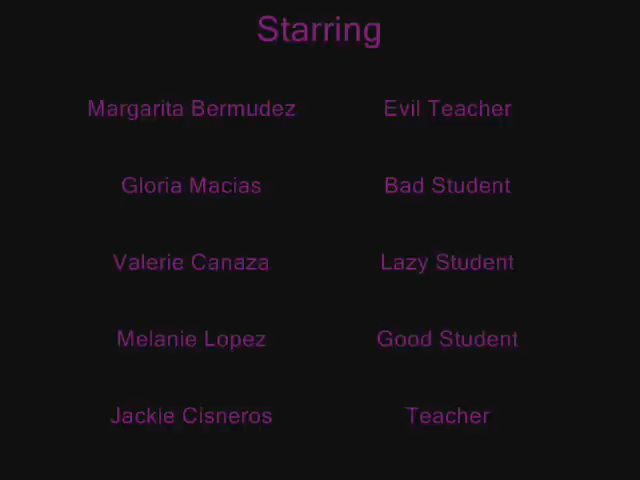 Starring
Margarita Bermudez Evil Teacher
Gloria Macias Bad Student
Valerie Canaza Lazy Student
Melanie Lopez Good Student
Jackie Cisneros Teacher